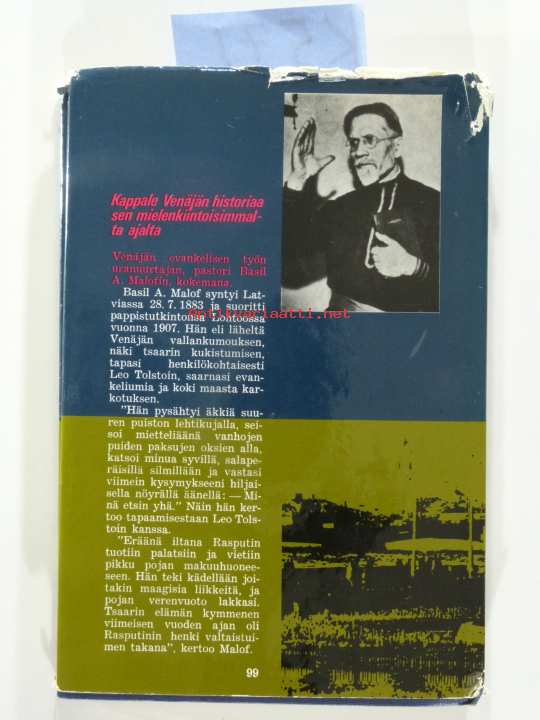 Kappale Venäjän historiaa
sen mielenkiintoisimmal-
ta ajalta
Venäjän evankelisen työn
uranuurtajan, pastori Basil
A. Malofin, kokemana.
Basil A. Malof syntyi Lat-
viassa 28. 7. 1883 ja suoritti
pappistutkintonsa Lontoossa
vuonna 1907. Hän eli läheltä
Venäjän vallankumouksen,
näki tsaarin kukistumisen,
tapasi henkilökohtaisesti
Leo Tolstoin, saarnasi evan-
keliumia ja koki maasta kar-
kotuksen.
”Hän pysähtyi äkkiä suu-
ren puiston lehtikujalla, sei-
soi mietteliäänä vanhojen
puiden paksujen oksien alla,
katsoi minua syvillä, salape-
räisillä silmillään ja vastasi
viimein kysymykseeni hiljai-
sella nöyrällä äänellä: — Mi-
nä etsin yhä.” Näin hän ker-
too tapaamisestaan Leo Tols-
toin kanssa.
”Eräänä iltana Rasputin
tuotiin palatsiin ja vietiin
pikku pojan makuuhuonee-
seen. Hän teki kädellään joi-
takin maagisia liikkeitä, ja
pojan verenvuoto lakkasi.
Tsaarin elämän kymmenen
viimeisen vuoden ajan oli
Rasputinin henki valtaistui-
men takana”, kertoo Malof.
99
antikvariaatti.net